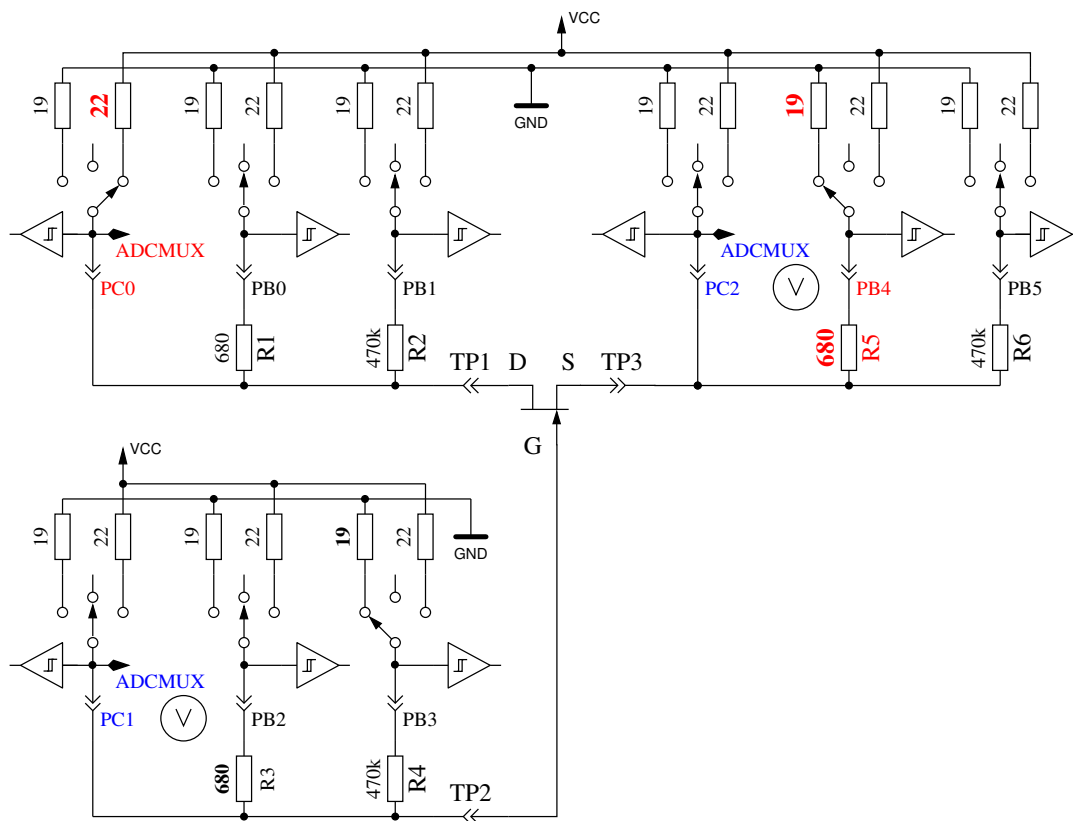 VCC
19
22
19
22
19
22
GND
19
22
19
22
19
22
ADCMUX
ADCMUX
PC0
PB0
PB1
PC2
V
PB4
PB5
680
R1
470k
R2
680
R5
470k
R6
TP1
D
S
TP3
G
VCC
19
22
19
22
19
22
GND
ADCMUX
PC1
V
PB2
PB3
680
R3
470k
R4
TP2